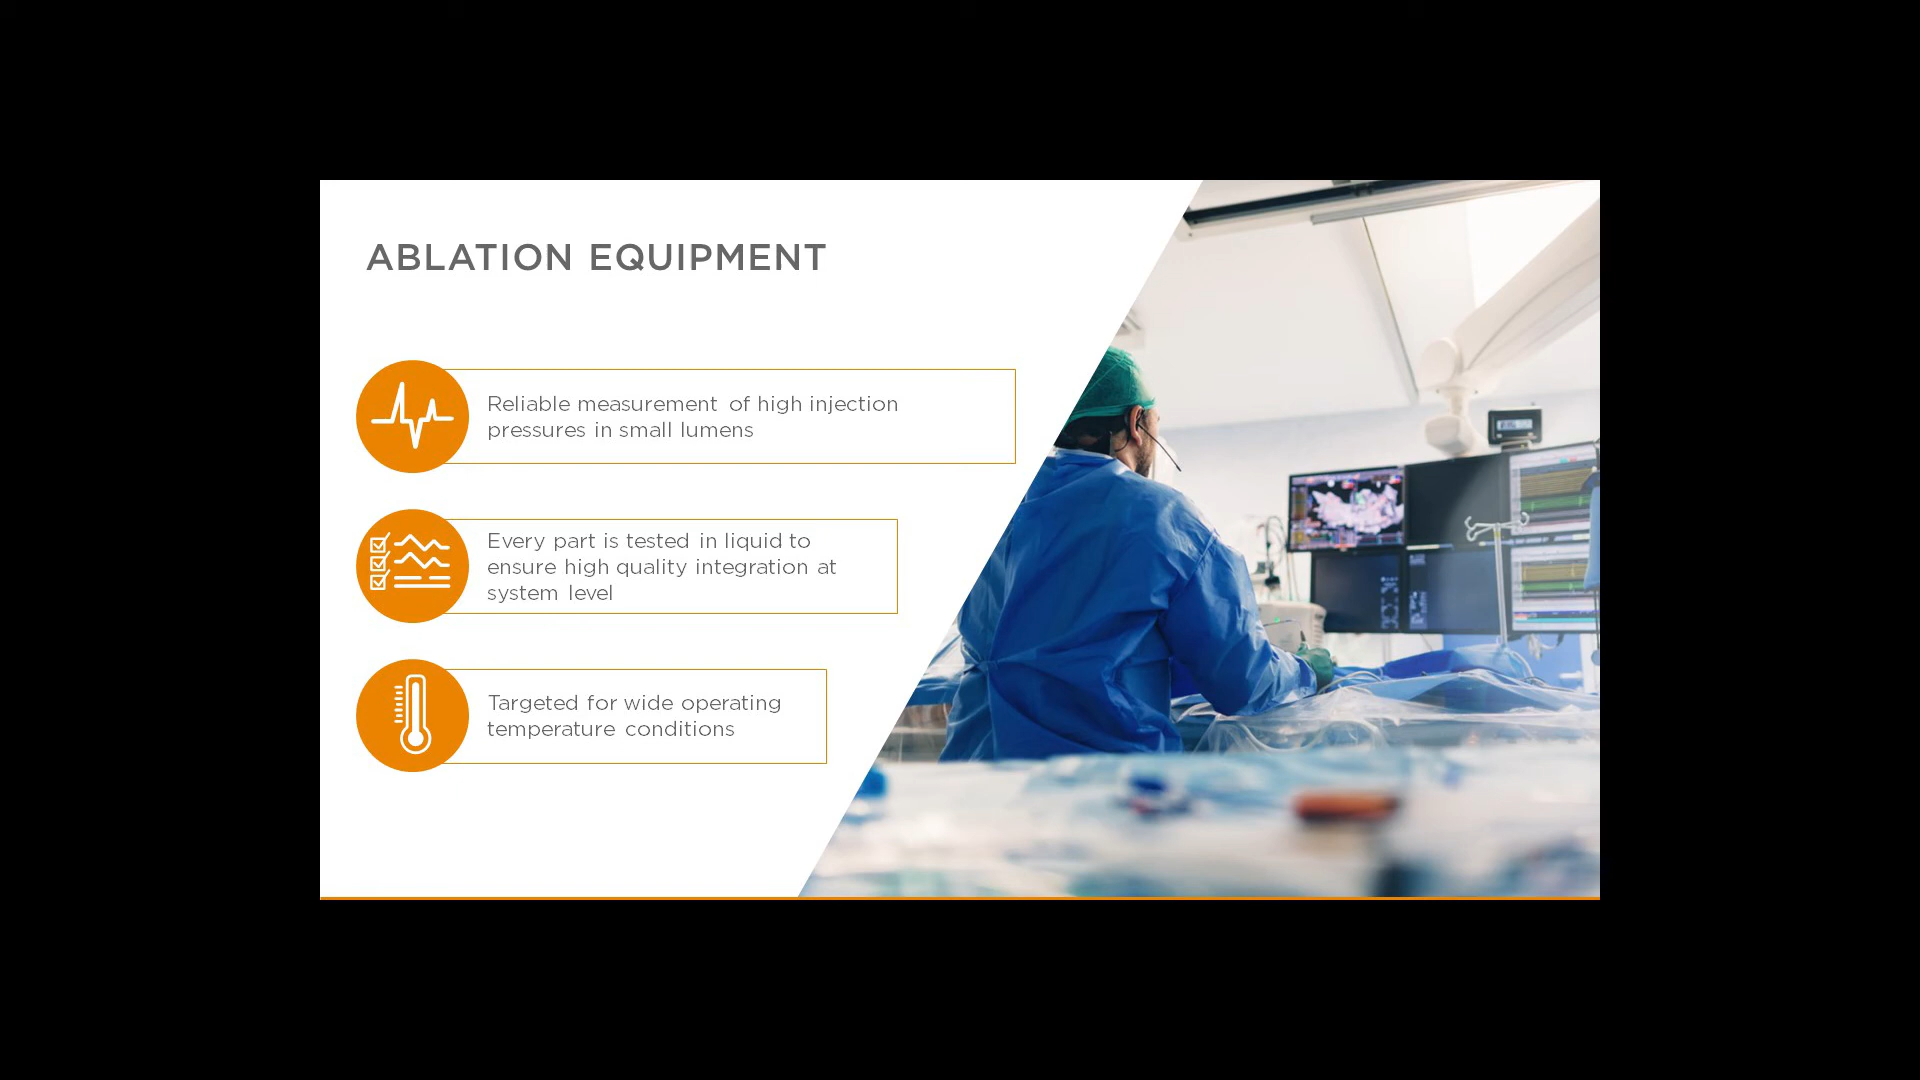 ABLATION EQUIPMENT
Reliable measurement of high injection
pressures in small lumens
Every part is tested in liquid to
ensure high quality integration at
system level
Targeted for wide operating
temperature conditions